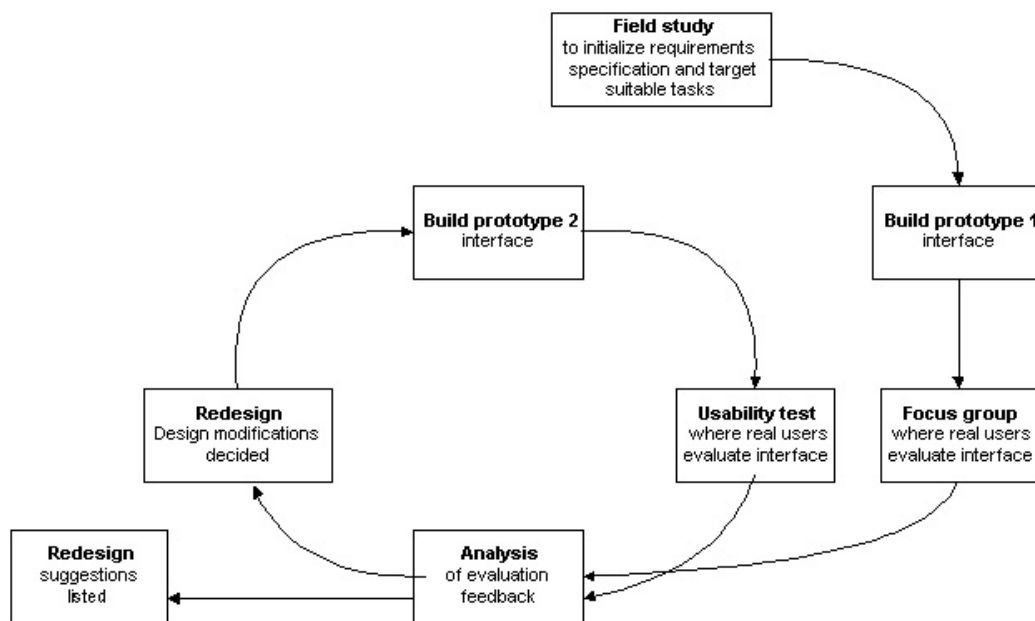 Field study
to initialize requirements
specification and target
suitable tasks
Build prototype 2
interface
Build prototype 1
interface
Redesign
Design modifications
decided
Usability test
where real users
evaluate interface
Focus group
where real users
evaluate interface
Redesign
suggestions
listed
Analysis
of evaluation
feedback